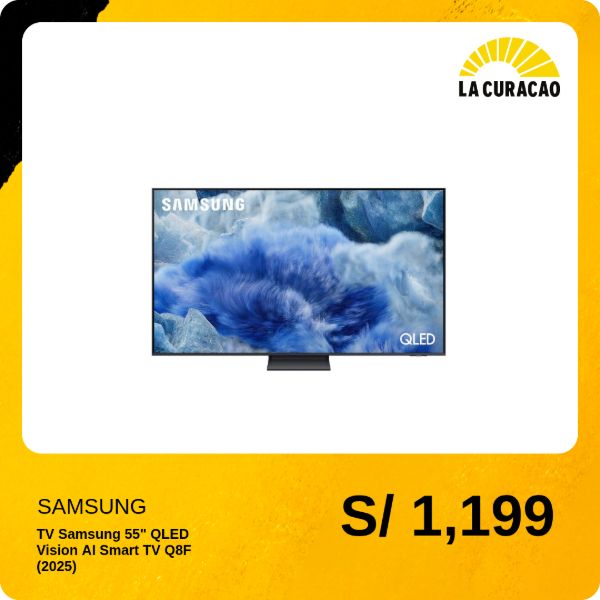 LA CURACAO
SAMSUNG
QLED
SAMSUNG
TV Samsung 55" QLED
Vision AI Smart TV Q8F
(2025)
S/ 1,199